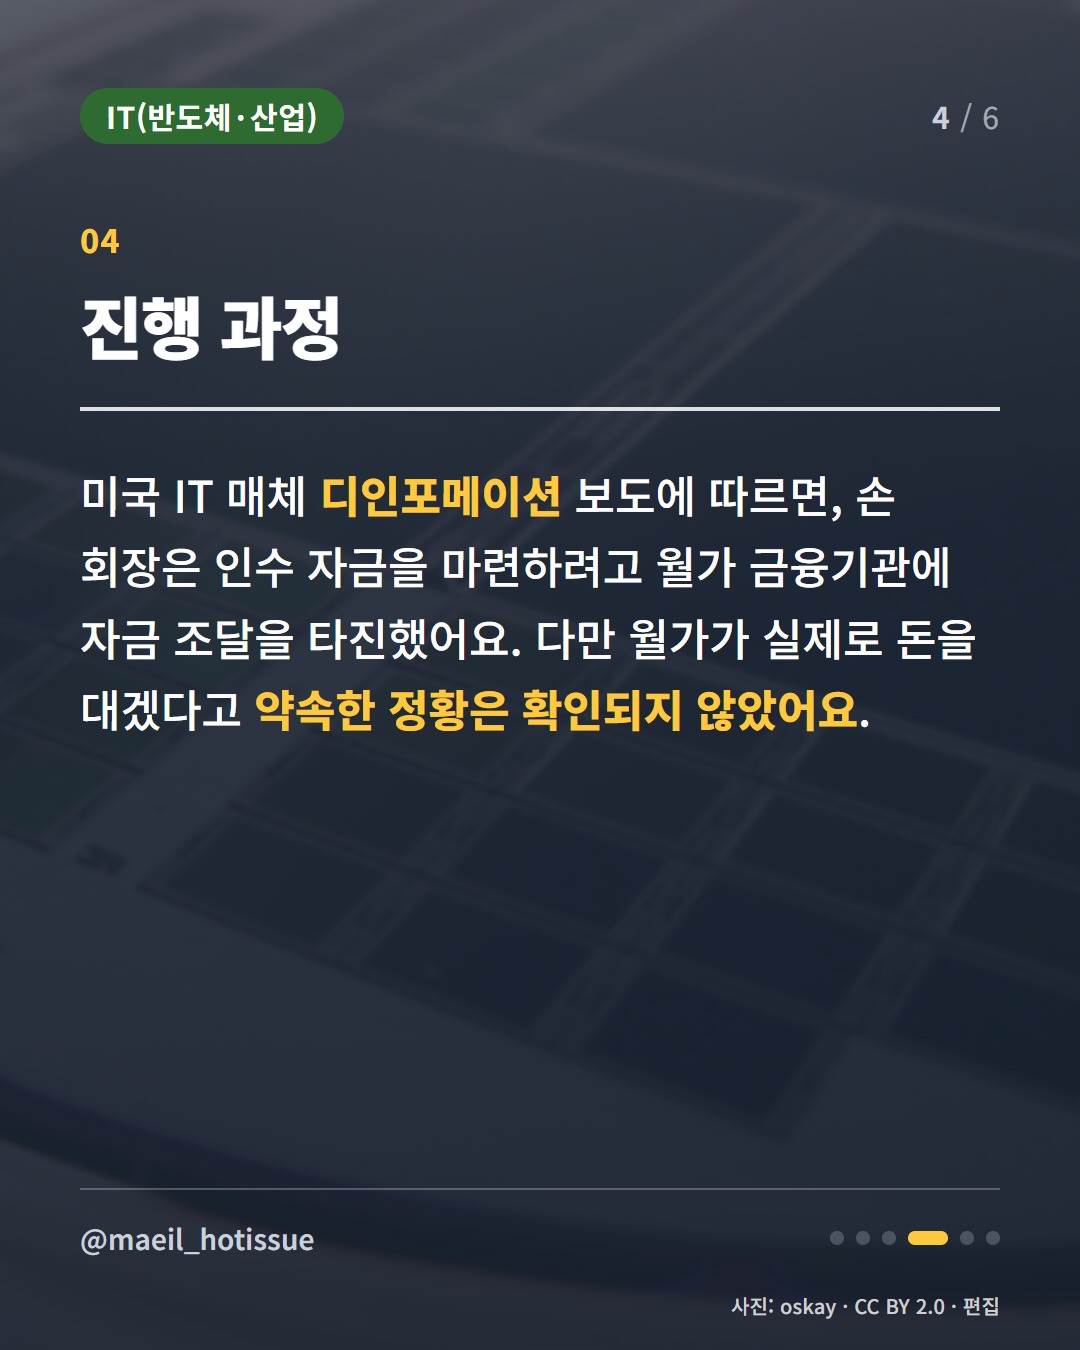 IT(반도체·산업)
4 / 6
04
진행 과정
미국 IT 매체 디인포메이션 보도에 따르면, 손
회장은 인수 자금을 마련하려고 월가 금융기관에
자금 조달을 타진했어요. 다만 월가가 실제로 돈을
대겠다고 약속한 정황은 확인되지 않았어요.
@maeil_hotissue
사진: oskay · CC BY 2.0 · 편집